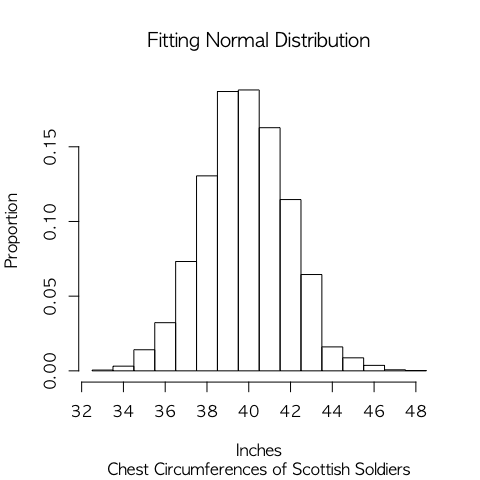 Fitting Normal Distribution
Proportion
0.15
0.10
0.05
0.00
32 34 36 38 40 42 44 46 48
Inches
Chest Circumferences of Scottish Soldiers